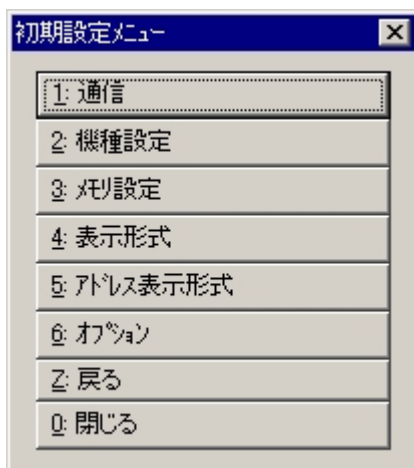 初期設定ﾒﾆｭｰ
1: 通信
2: 機種設定
3: ﾒﾓﾘ設定
4: 表示形式
5: ｱﾄﾞﾚｽ表示形式
6: ｵﾌﾟｼｮﾝ
Z: 戻る
0: 閉じる